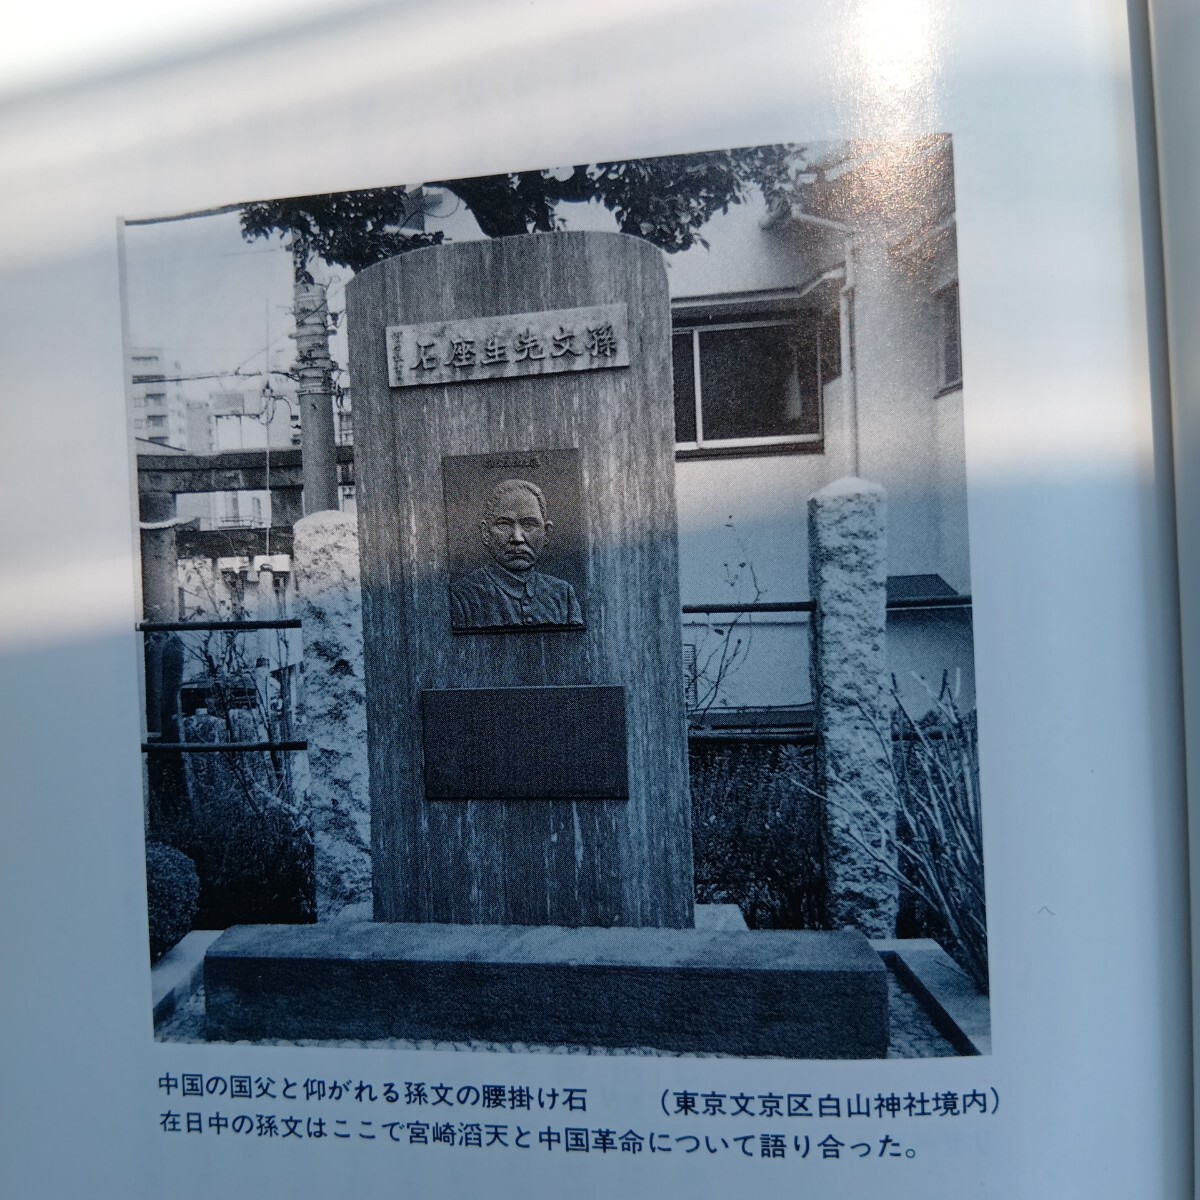 孫文先生座石
中国の国父と仰がれる孫文の腰掛け石　　（東京文京区白山神社境内）
在日中の孫文はここで宮崎滔天と中国革命について語り合った。